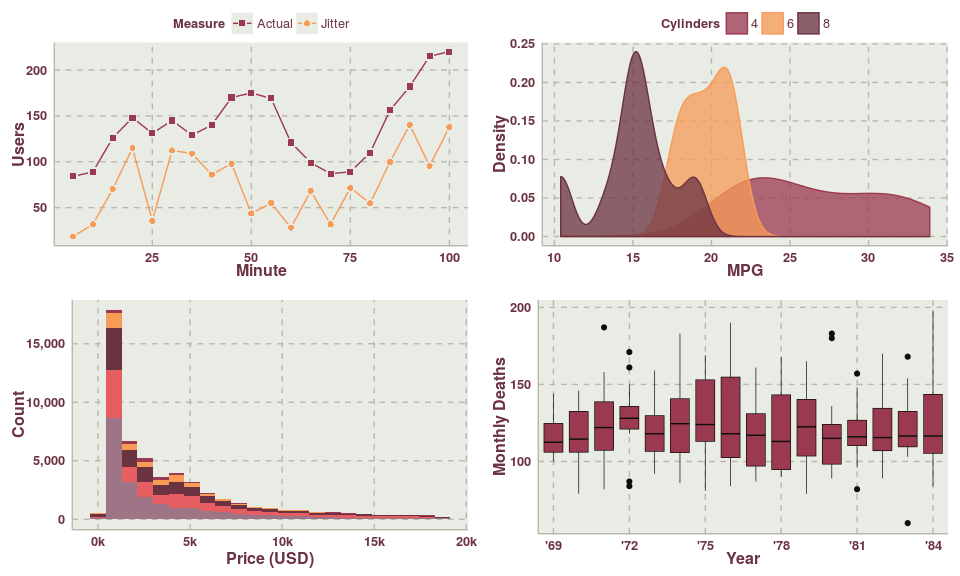 Measure Actual Jitter
200
150
100
50
Users
25 50 75 100
Minute
Cylinders 4 6 8
0.25
0.20
0.15
0.10
0.05
0.00
Density
10 15 20 25 30 35
MPG
15,000
10,000
5,000
0
Count
0k 5k 10k 15k 20k
Price (USD)
200
150
100
Monthly Deaths
'69 '72 '75 '78 '81 '84
Year